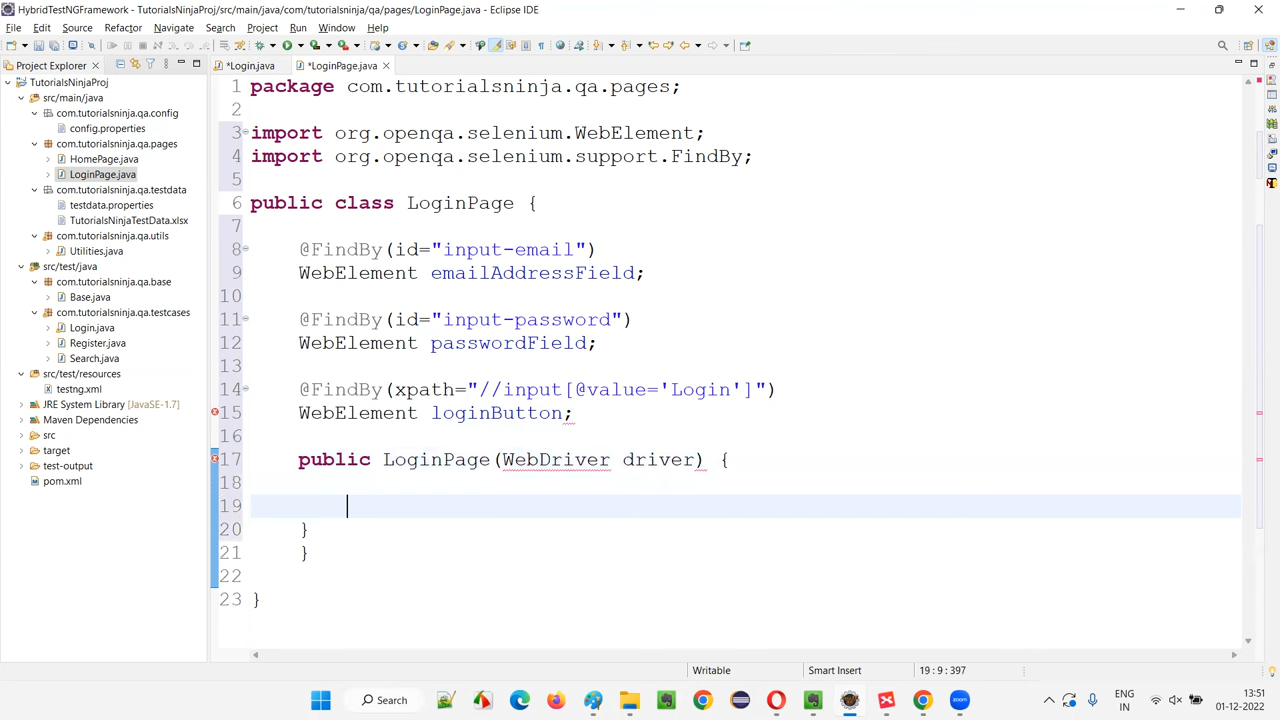 HybridTestNGFramework - TutorialsNinjaProj/src/main/java/com/tutorialsninja/qa/pages/LoginPage.java - Eclipse IDE
File Edit Source Refactor Navigate Search Project Run Window Help
Project Explorer
*Login.java
*LoginPage.java
TutorialsNinjaProj
src/main/java
com.tutorialsninja.qa.config
config.properties
com.tutorialsninja.qa.pages
HomePage.java
LoginPage.java
com.tutorialsninja.qa.testdata
testdata.properties
TutorialsNinjaTestData.xlsx
com.tutorialsninja.qa.utils
Utilities.java
src/test/java
com.tutorialsninja.qa.base
Base.java
com.tutorialsninja.qa.testcases
Login.java
Register.java
Search.java
src/test/resources
testng.xml
JRE System Library [JavaSE-1.7]
Maven Dependencies
src
target
test-output
pom.xml
1 package com.tutorialsninja.qa.pages;
2
3 import org.openqa.selenium.WebElement;
4 import org.openqa.selenium.support.FindBy;
5
6 public class LoginPage {
7
8 @FindBy(id="input-email")
9 WebElement emailAddressField;
10
11 @FindBy(id="input-password")
12 WebElement passwordField;
13
14 @FindBy(xpath="//input[@value='Login']")
15 WebElement loginButton;
16
17 public LoginPage(WebDriver driver) {
18
19
20 }
21 }
22
23 }
Writable
Smart Insert
19 : 9 : 397
Search
ENG
IN
13:51
01-12-2022